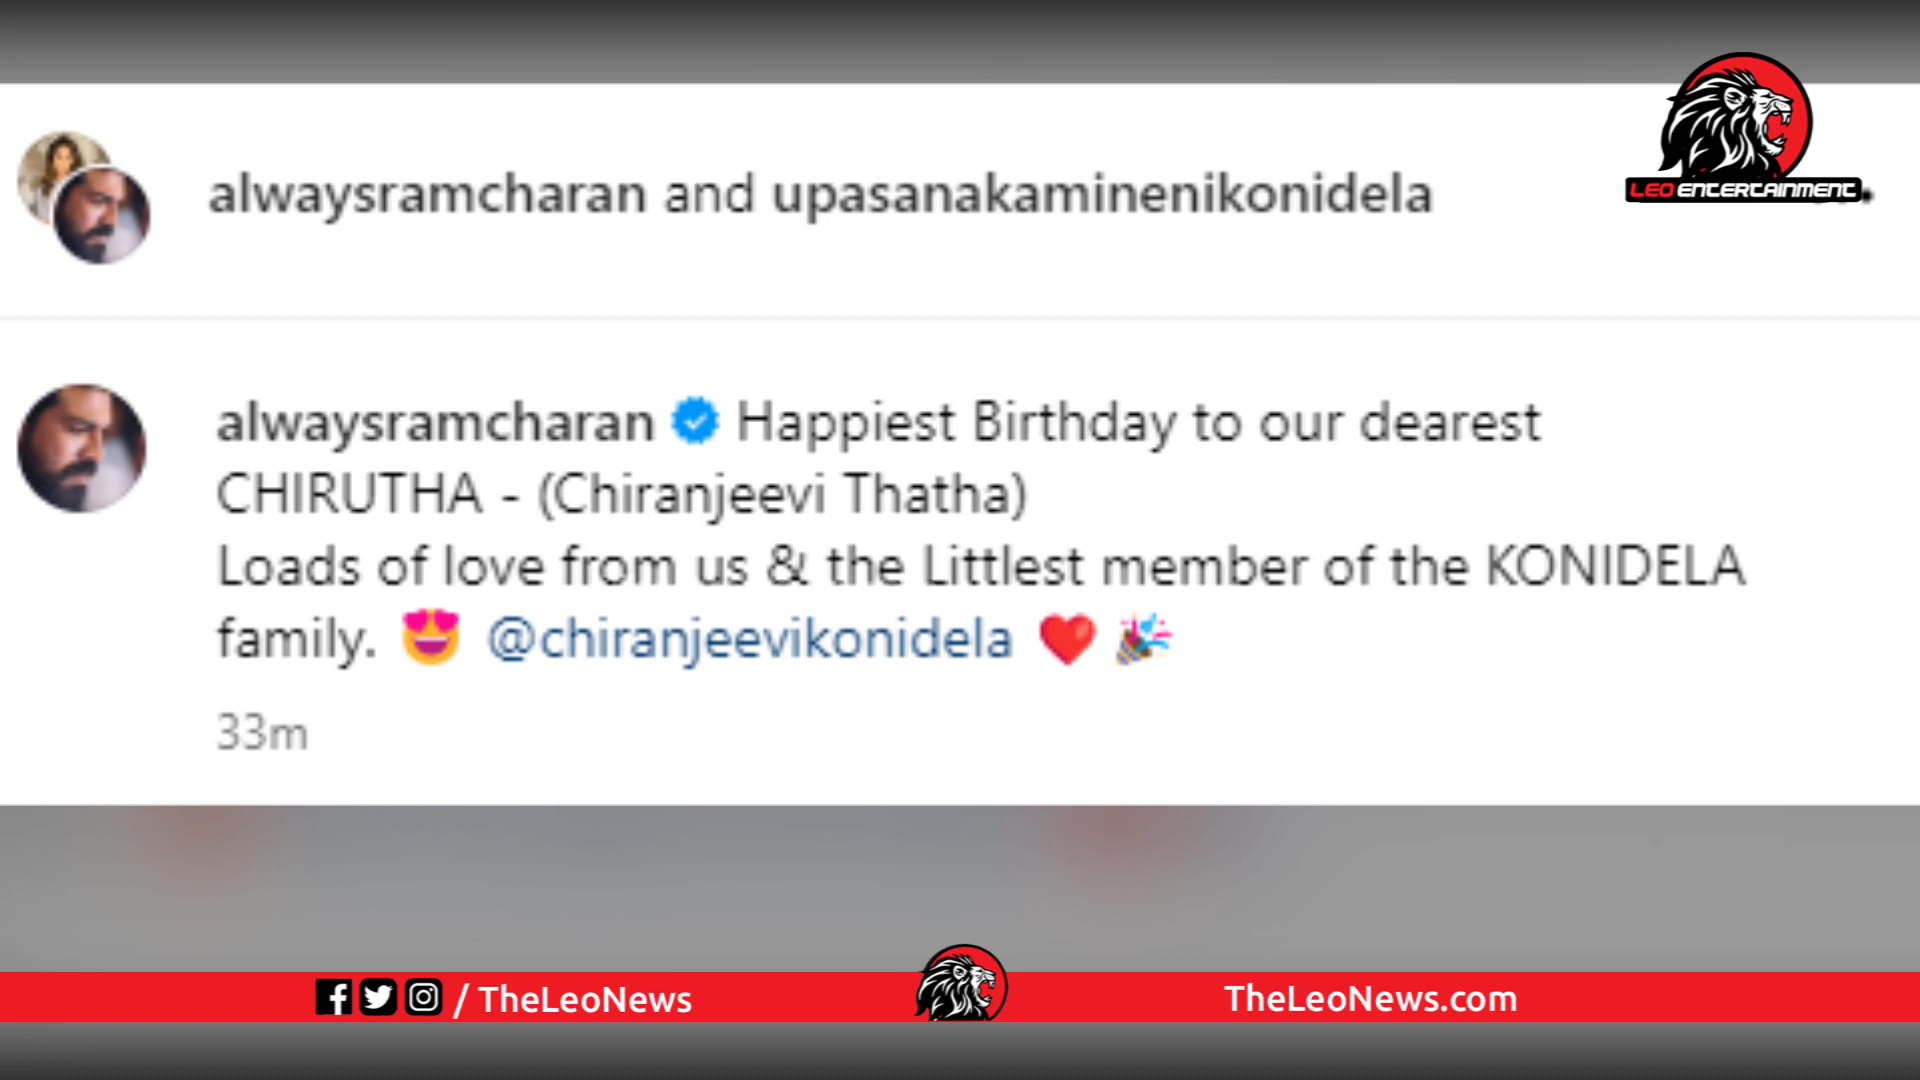 LEO ENTERTAINMENT
alwaysramcharan and upasanakaminenikonidela
alwaysramcharan Happiest Birthday to our dearest
CHIRUTHA - (Chiranjeevi Thatha)
Loads of love from us & the Littlest member of the KONIDELA
family. 😍 @chiranjeevikonidela ❤️ 🎉
33m
/ TheLeoNews
TheLeoNews.com